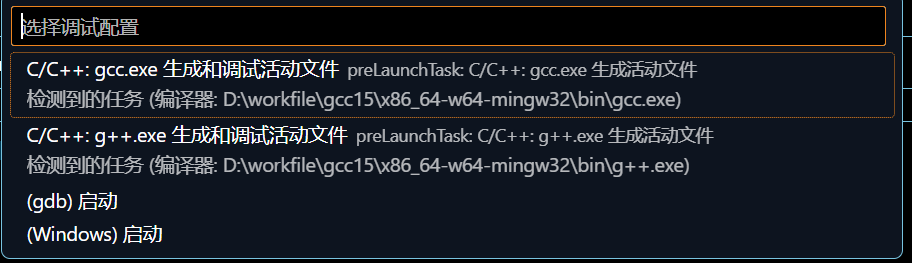 选择调试配置
C/C++: gcc.exe 生成和调试活动文件 preLaunchTask: C/C++: gcc.exe 生成活动文件
检测到的任务 (编译器: D:\workfile\gcc15\x86_64-w64-mingw32\bin\gcc.exe)
C/C++: g++.exe 生成和调试活动文件 preLaunchTask: C/C++: g++.exe 生成活动文件
检测到的任务 (编译器: D:\workfile\gcc15\x86_64-w64-mingw32\bin\g++.exe)
(gdb) 启动
(Windows) 启动